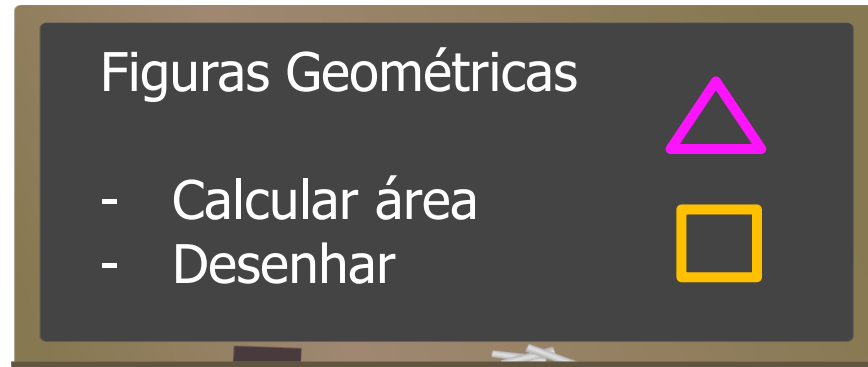 Figuras Geométricas
- Calcular área
- Desenhar